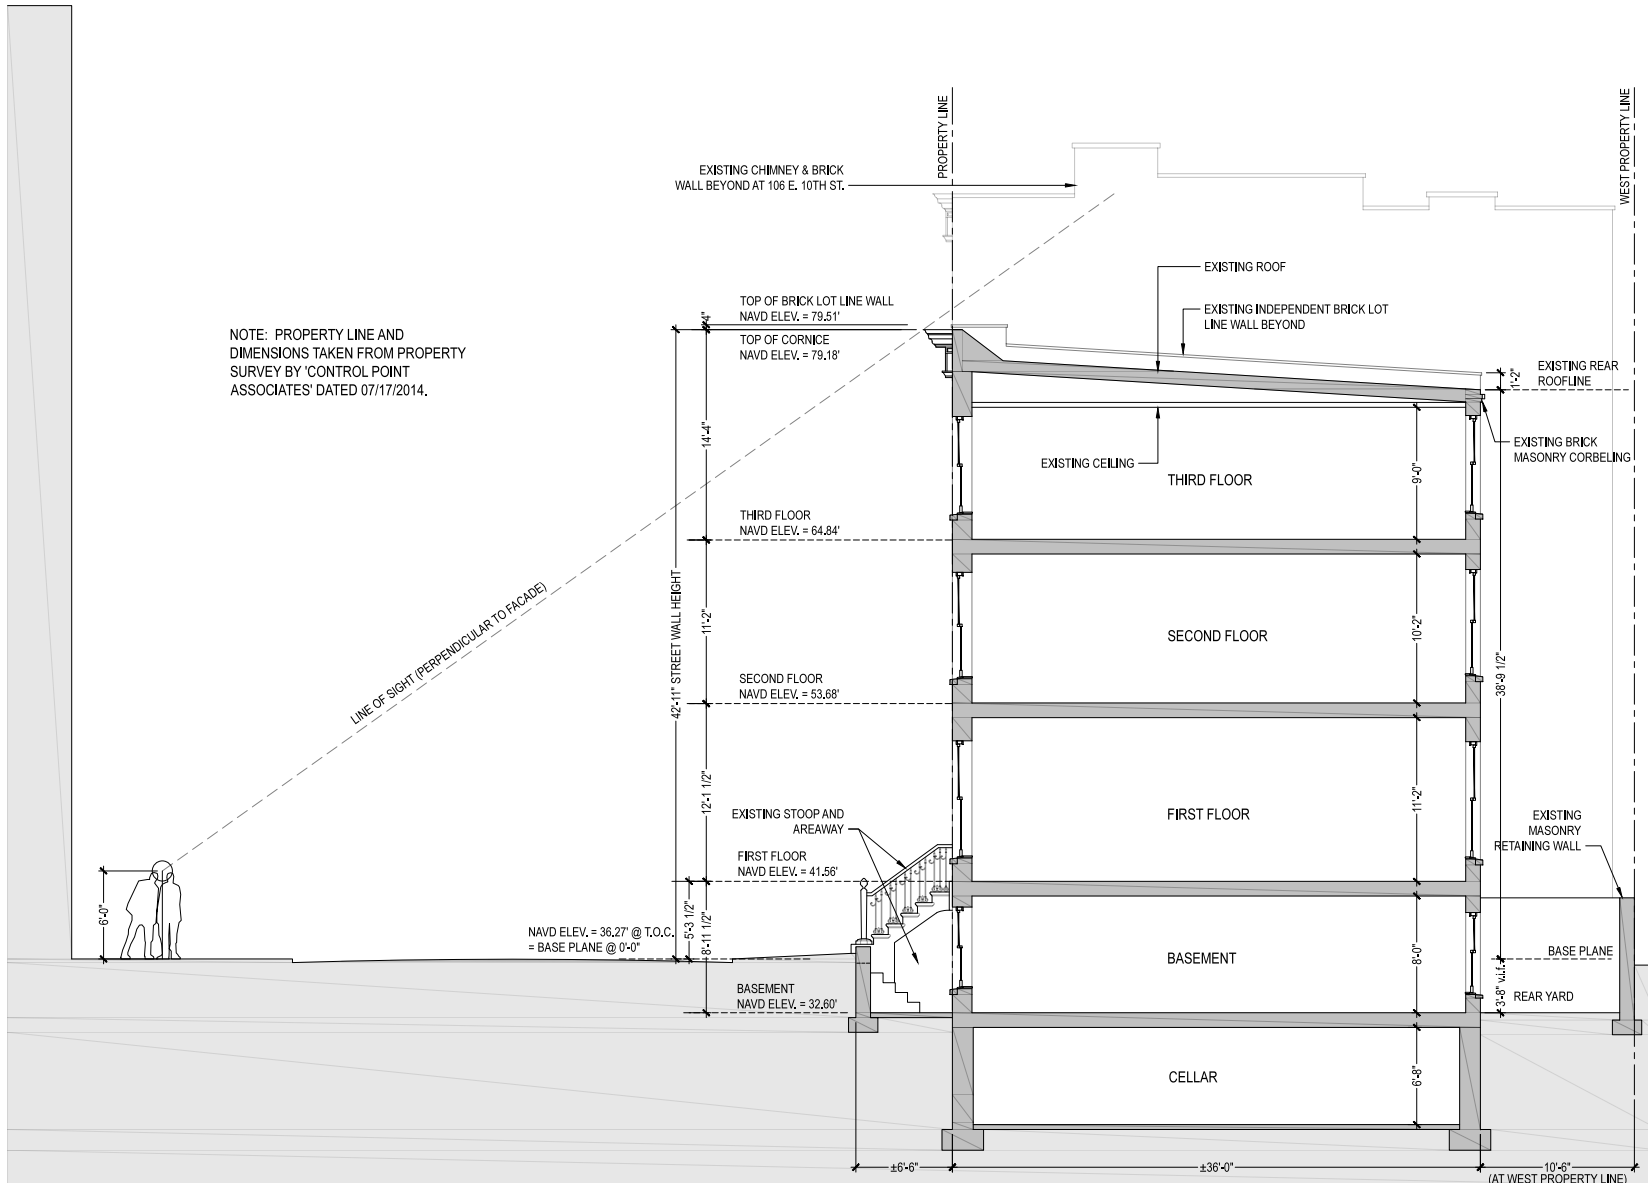 PROPERTY LINE
WEST PROPERTY LINE
EXISTING CHIMNEY & BRICK
WALL BEYOND AT 106 E. 10TH ST.
EXISTING ROOF
EXISTING INDEPENDENT BRICK LOT
LINE WALL BEYOND
TOP OF BRICK LOT LINE WALL
NAVD ELEV. = 79.51'
4"
TOP OF CORNICE
NAVD ELEV. = 79.18'
NOTE: PROPERTY LINE AND
DIMENSIONS TAKEN FROM PROPERTY
SURVEY BY 'CONTROL POINT
ASSOCIATES' DATED 07/17/2014.
EXISTING REAR
ROOFLINE
1'-2"
EXISTING BRICK
MASONRY CORBELING
EXISTING CEILING
14'-4"
THIRD FLOOR
9'-0"
THIRD FLOOR
NAVD ELEV. = 64.84'
LINE OF SIGHT (PERPENDICULAR TO FACADE)
42'-11" STREET WALL HEIGHT
11'-2"
SECOND FLOOR
10'-2"
38'-9 1/2"
SECOND FLOOR
NAVD ELEV. = 53.68'
12'-1 1/2"
EXISTING STOOP AND
AREAWAY
FIRST FLOOR
11'-2"
EXISTING
MASONRY
RETAINING WALL
FIRST FLOOR
NAVD ELEV. = 41.56'
6'-0"
5'-3 1/2"
8'-11 1/2"
NAVD ELEV. = 36.27' @ T.O.C.
= BASE PLANE @ 0'-0"
BASEMENT
8'-0"
BASE PLANE
3'-8" v.i.f.
REAR YARD
BASEMENT
NAVD ELEV. = 32.60'
CELLAR
6'-8"
±6'-6"
±36'-0"
10'-6"
(AT WEST PROPERTY LINE)